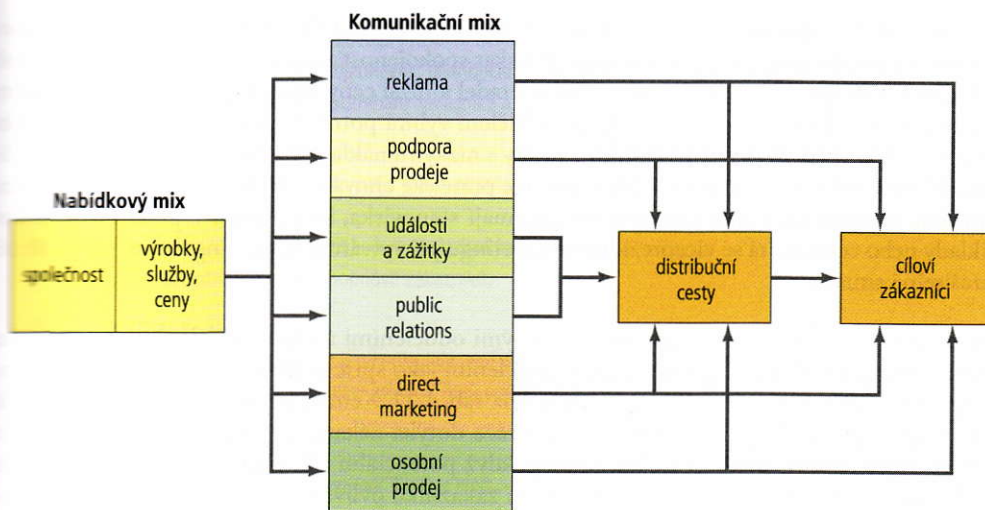 Komunikační mix
reklama
podpora
prodeje
Nabídkový mix
události
a zážitky
společnost
výrobky,
služby,
ceny
distribuční
cesty
cíloví
zákazníci
public
relations
direct
marketing
osobní
prodej